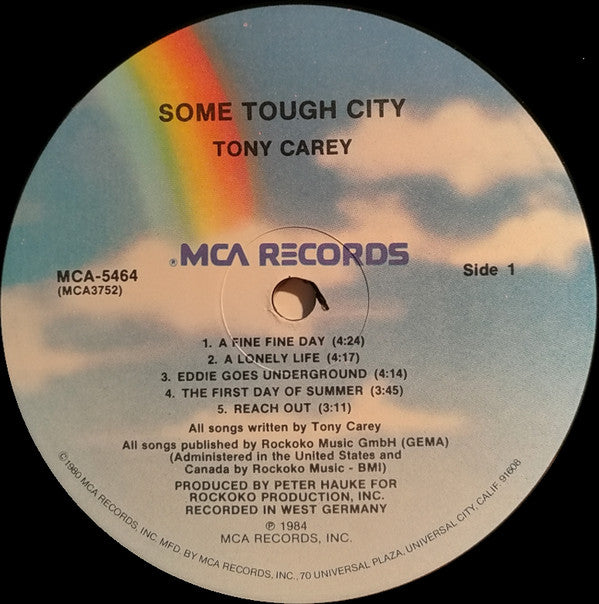 SOME TOUGH CITY
TONY CAREY
®MCA RECORDS
MCA-5464
(MCA3752)
Side 1
1. A FINE FINE DAY (4:24)
2. A LONELY LIFE (4:17)
3. EDDIE GOES UNDERGROUND (4:14)
4. THE FIRST DAY OF SUMMER (3:45)
5. REACH OUT (3:11)
All songs written by Tony Carey
All songs published by Rockoko Music GmbH (GEMA)
(Administered in the United States and
Canada by Rockoko Music - BMI)
PRODUCED BY PETER HAUKE FOR
ROCKOKO PRODUCTION, INC.
RECORDED IN WEST GERMANY
℗ 1984
MCA RECORDS, INC.
©1980 MCA RECORDS, INC. MFD. BY MCA RECORDS, INC., 70 UNIVERSAL PLAZA, UNIVERSAL CITY, CALIF. 91608